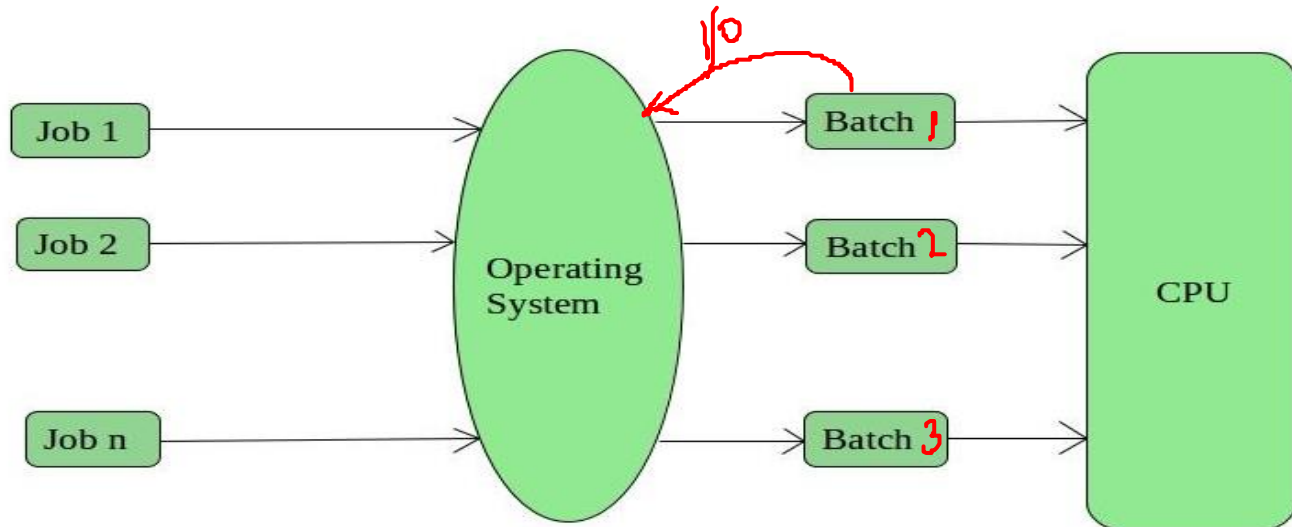 I/O
Job 1
Batch 1
Job 2
Batch 2
Operating
System
CPU
Job n
Batch 3